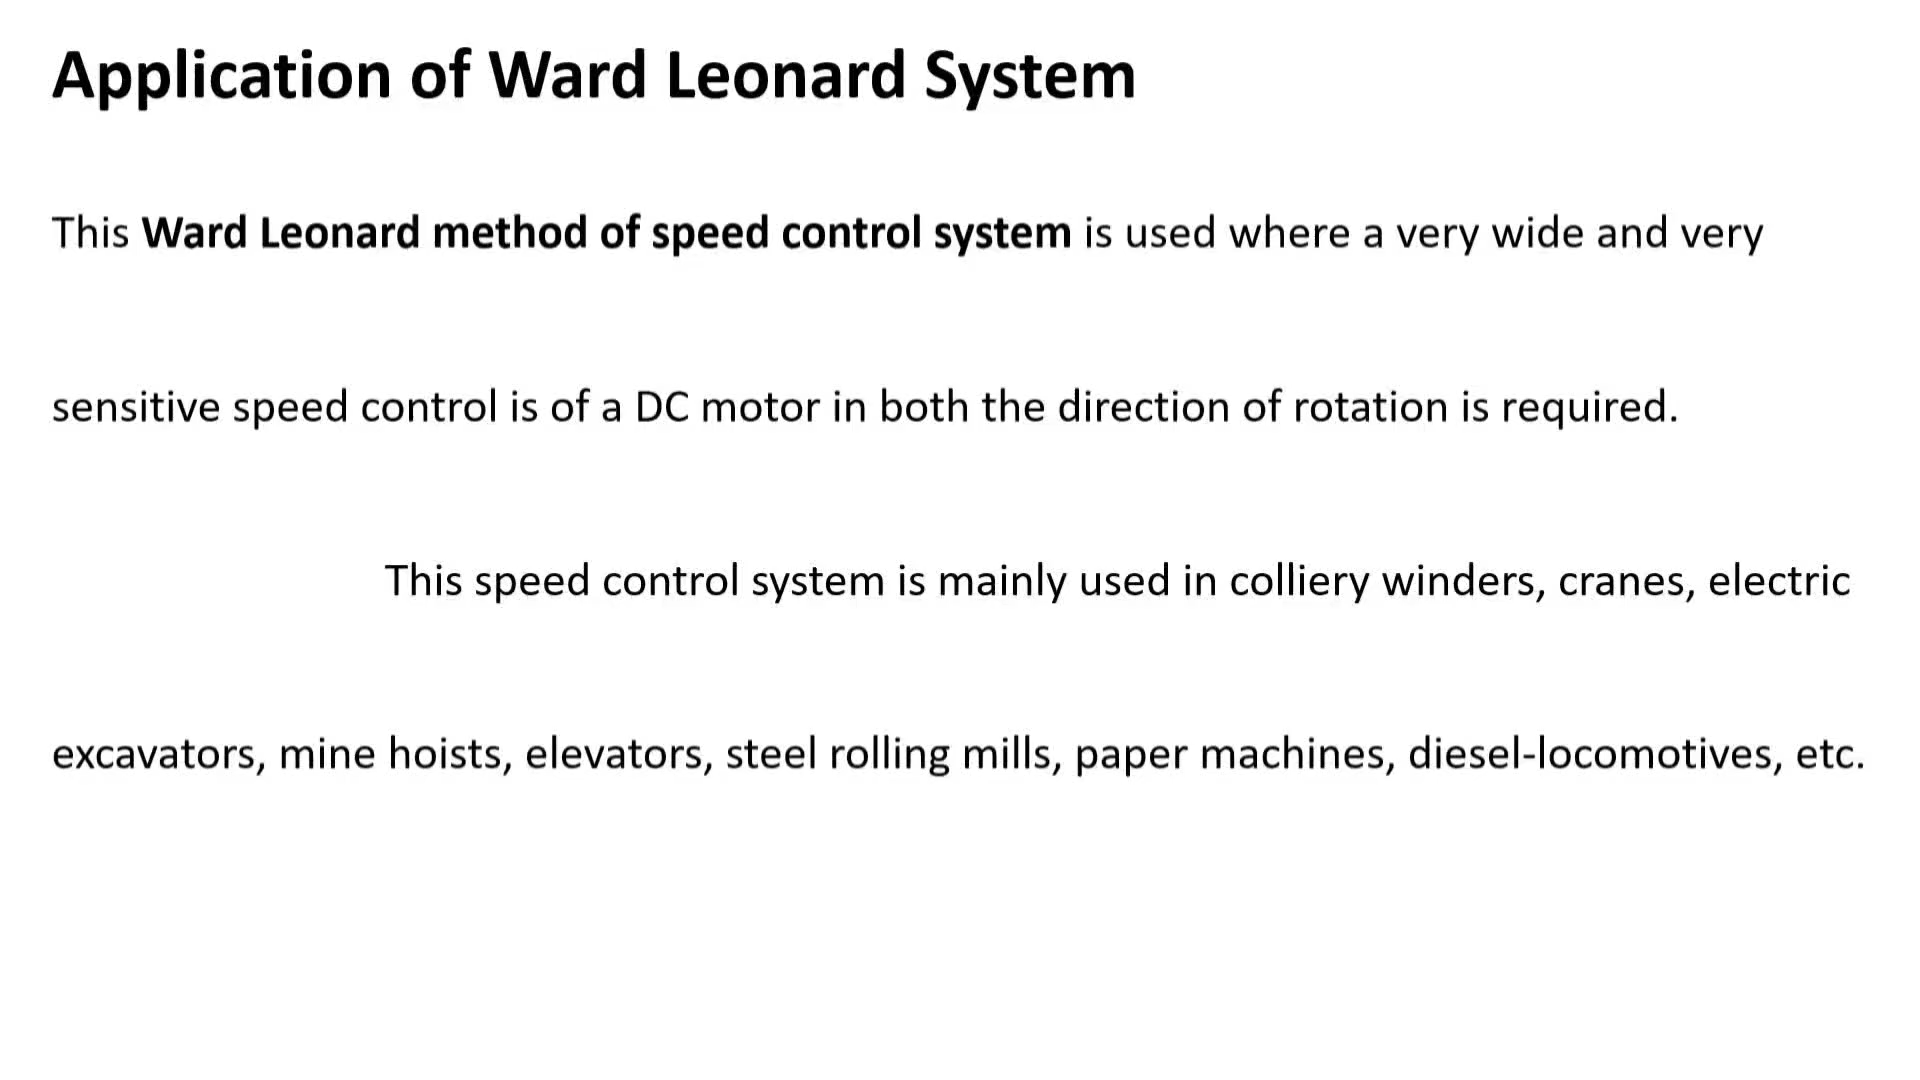 Application of Ward Leonard System
This Ward Leonard method of speed control system is used where a very wide and very
sensitive speed control is of a DC motor in both the direction of rotation is required.
This speed control system is mainly used in colliery winders, cranes, electric
excavators, mine hoists, elevators, steel rolling mills, paper machines, diesel-locomotives, etc.